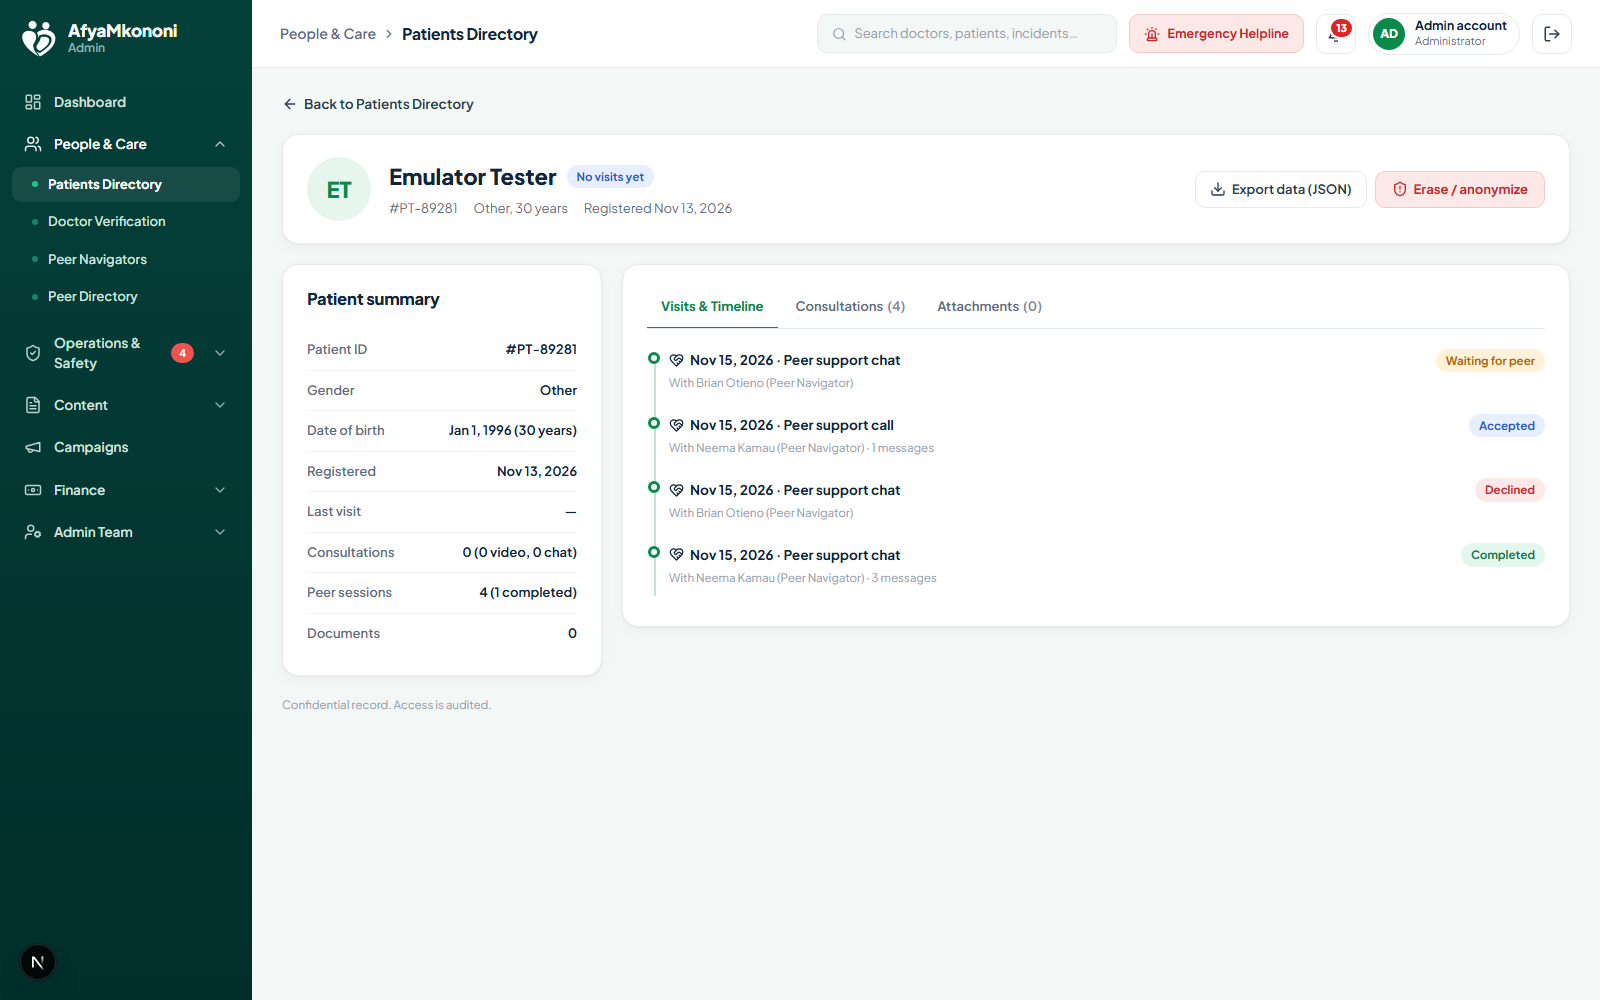 AfyaMkononi
Admin
Dashboard
People & Care
Patients Directory
Doctor Verification
Peer Navigators
Peer Directory
Operations & Safety
4
Content
Campaigns
Finance
Admin Team
N
People & Care > Patients Directory
Search doctors, patients, incidents...
Emergency Helpline
13
AD
Admin account
Administrator
Back to Patients Directory
ET
Emulator Tester
No visits yet
#PT-89281 Other, 30 years Registered Nov 13, 2026
Export data (JSON)
Erase / anonymize
Patient summary
Patient ID #PT-89281
Gender Other
Date of birth Jan 1, 1996 (30 years)
Registered Nov 13, 2026
Last visit —
Consultations 0 (0 video, 0 chat)
Peer sessions 4 (1 completed)
Documents 0
Visits & Timeline Consultations (4) Attachments (0)
Nov 15, 2026 · Peer support chat Waiting for peer
With Brian Otieno (Peer Navigator)
Nov 15, 2026 · Peer support call Accepted
With Neema Kamau (Peer Navigator) · 1 messages
Nov 15, 2026 · Peer support chat Declined
With Brian Otieno (Peer Navigator)
Nov 15, 2026 · Peer support chat Completed
With Neema Kamau (Peer Navigator) · 3 messages
Confidential record. Access is audited.